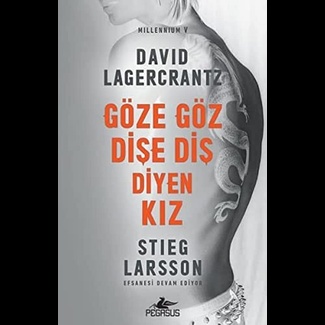 MILLENNIUM V
DAVID
LAGERCRANTZ
GÖZE GÖZ
DİŞE DİŞ
DİYEN
KIZ
STIEG
LARSSON
EFSANESİ DEVAM EDİYOR
PEGASUS